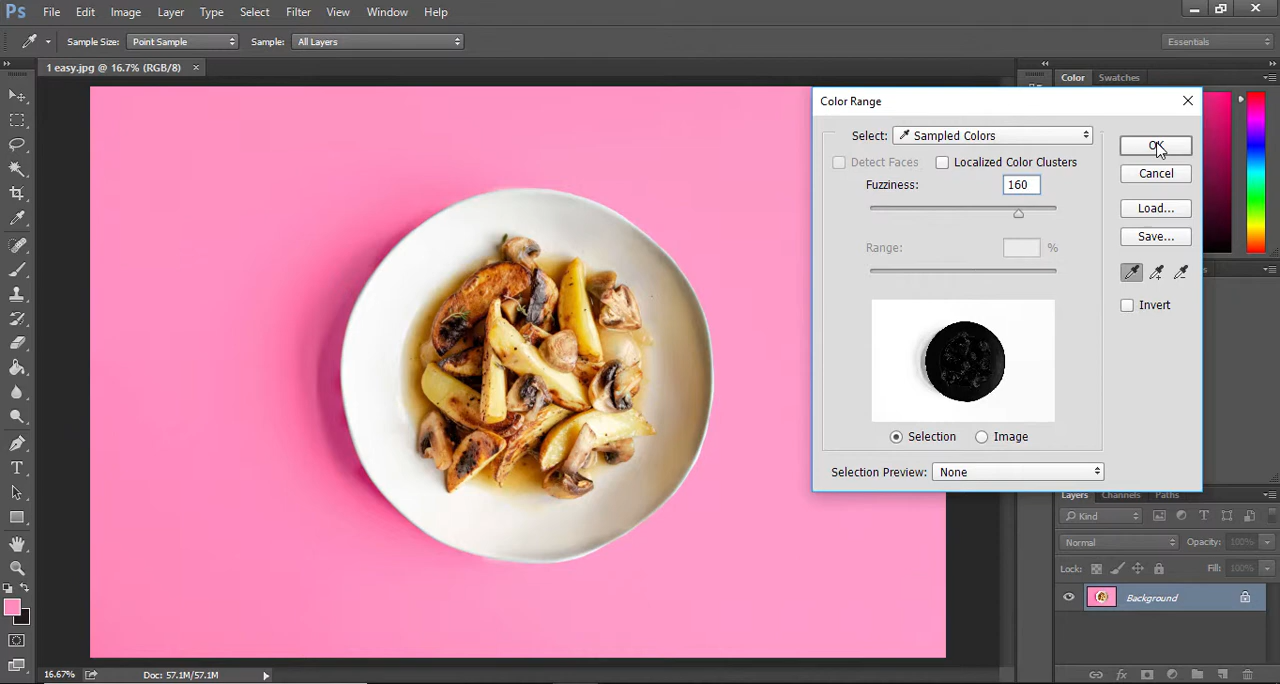 Ps File Edit Image Layer Type Select Filter View Window Help
Sample Size: Point Sample Sample: All Layers Essentials
1 easy.jpg @ 16.7% (RGB/8) × Color Swatches
Color Range
Select: Sampled Colors OK
Detect Faces Localized Color Clusters
Cancel
Fuzziness: 160
Load...
Save...
Range: %
Invert
Selection Image
Selection Preview: None
Layers Channels Paths
Kind T
Normal Opacity: 100%
Lock: Fill: 100%
Background
16.67% Doc: 57.1M/57.1M fx